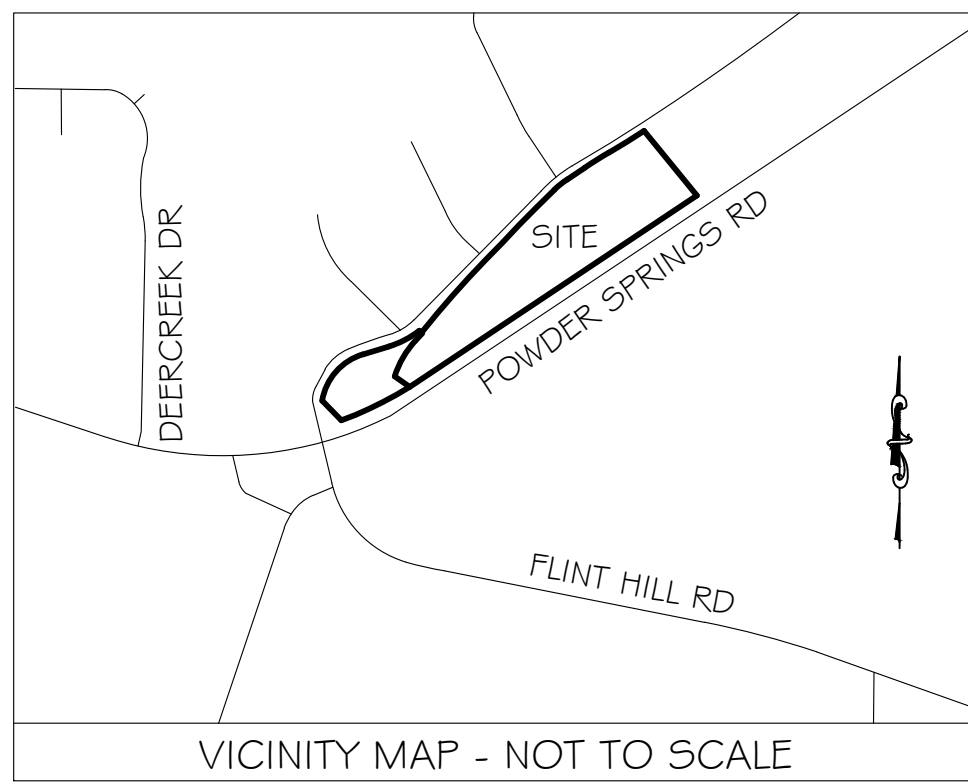 SITE
DEERCREEK DR
POWDER SPRINGS RD
FLINT HILL RD
VICINITY MAP - NOT TO SCALE